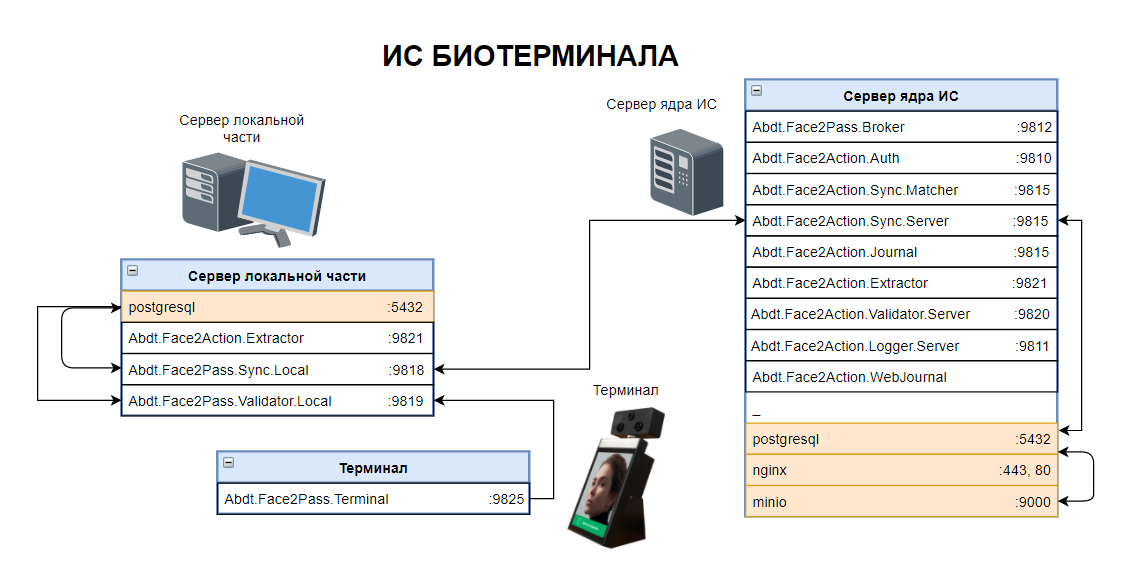 ИС БИОТЕРМИНАЛА
Сервер локальной
части
Сервер локальной части
postgresql :5432
Abdt.Face2Action.Extractor :9821
Abdt.Face2Pass.Sync.Local :9818
Abdt.Face2Pass.Validator.Local :9819
Терминал
Abdt.Face2Pass.Terminal :9825
Терминал
Сервер ядра ИС
Сервер ядра ИС
Abdt.Face2Pass.Broker :9812
Abdt.Face2Action.Auth :9810
Abdt.Face2Action.Sync.Matcher :9815
Abdt.Face2Action.Sync.Server :9815
Abdt.Face2Action.Journal :9815
Abdt.Face2Action.Extractor :9821
Abdt.Face2Action.Validator.Server :9820
Abdt.Face2Action.Logger.Server :9811
Abdt.Face2Action.WebJournal
_
postgresql :5432
nginx :443, 80
minio :9000